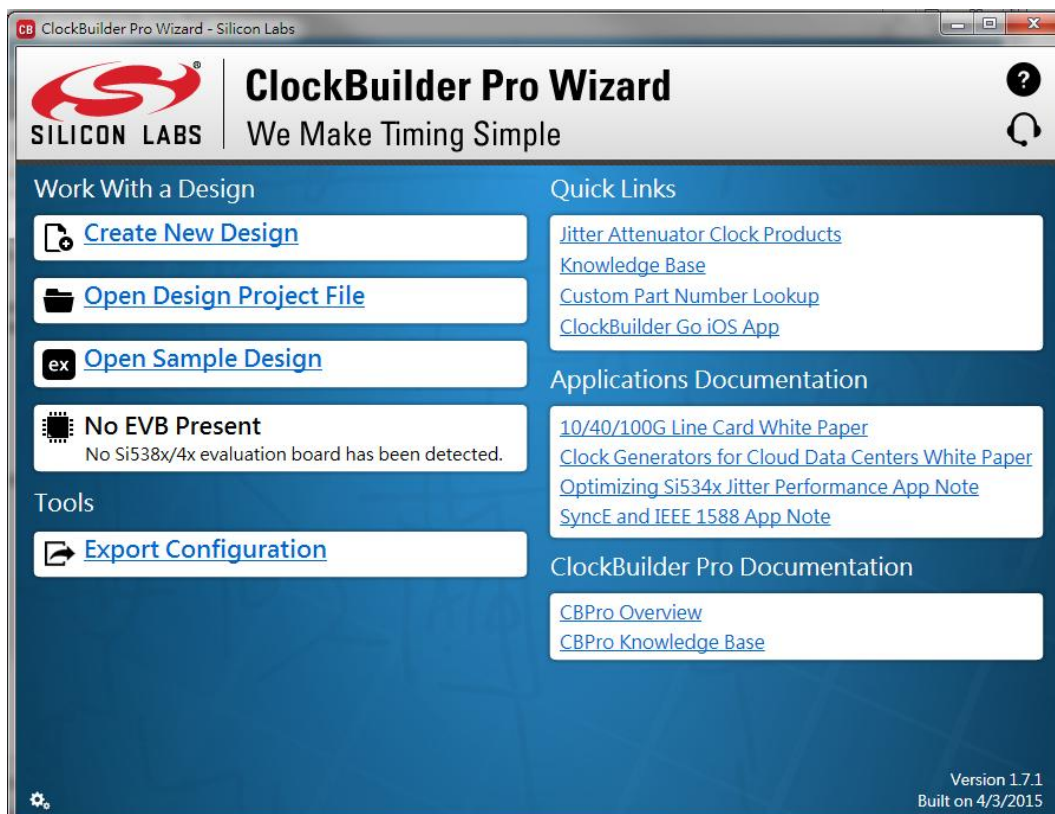 CB ClockBuilder Pro Wizard - Silicon Labs
SILICON LABS®
ClockBuilder Pro Wizard
We Make Timing Simple
?
Work With a Design
Create New Design
Open Design Project File
ex Open Sample Design
No EVB Present
No Si538x/4x evaluation board has been detected.
Tools
Export Configuration
Quick Links
Jitter Attenuator Clock Products
Knowledge Base
Custom Part Number Lookup
ClockBuilder Go iOS App
Applications Documentation
10/40/100G Line Card White Paper
Clock Generators for Cloud Data Centers White Paper
Optimizing Si534x Jitter Performance App Note
SyncE and IEEE 1588 App Note
ClockBuilder Pro Documentation
CBPro Overview
CBPro Knowledge Base
Version 1.7.1
Built on 4/3/2015